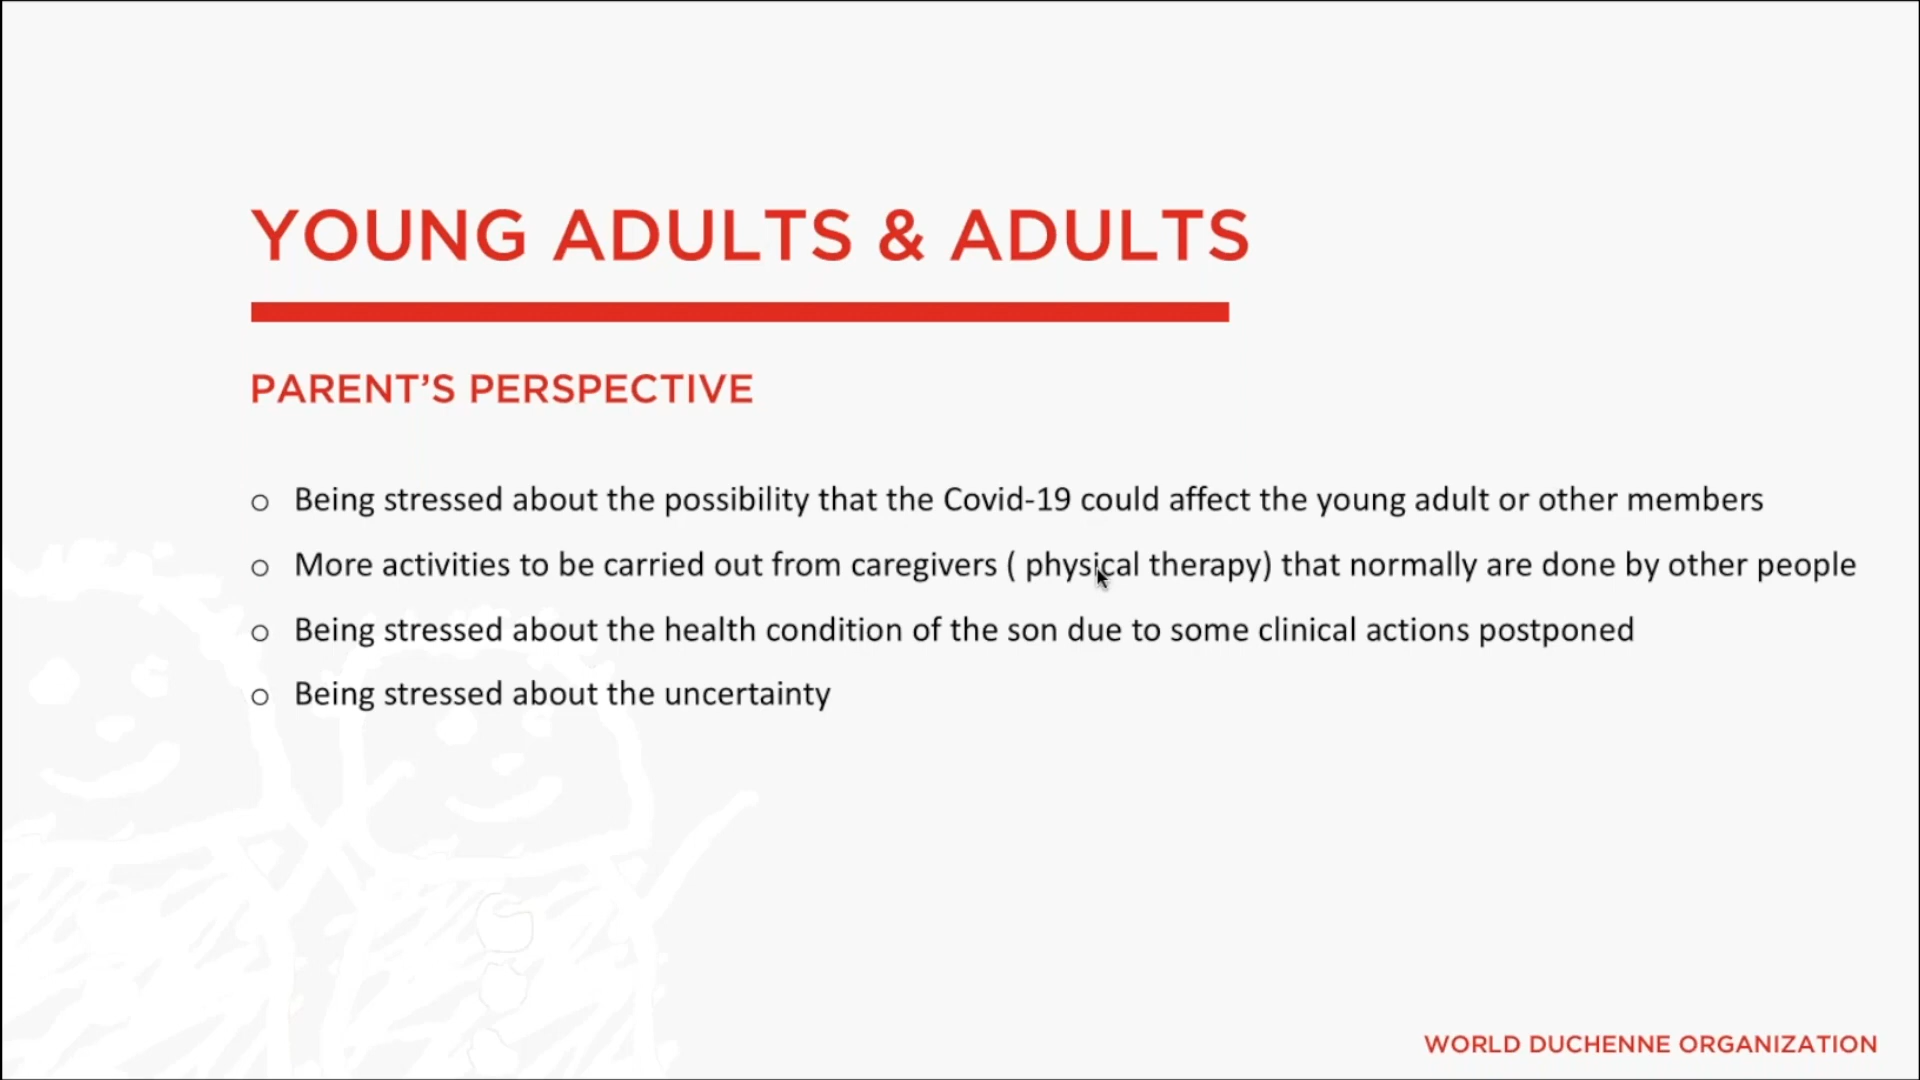 YOUNG ADULTS & ADULTS
PARENT’S PERSPECTIVE
o Being stressed about the possibility that the Covid-19 could affect the young adult or other members
o More activities to be carried out from caregivers ( physical therapy) that normally are done by other people
o Being stressed about the health condition of the son due to some clinical actions postponed
o Being stressed about the uncertainty
WORLD DUCHENNE ORGANIZATION